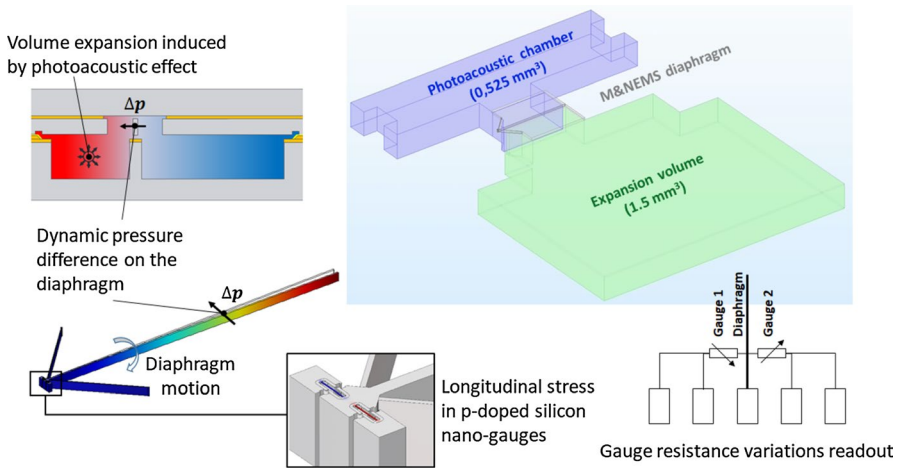 Volume expansion induced
by photoacoustic effect
Δp
Photoacoustic chamber
(0,525 mm³)
M&NEMS diaphragm
Expansion volume
(1.5 mm³)
Dynamic pressure
difference on the
diaphragm
Δp
Diaphragm
motion
Longitudinal stress
in p-doped silicon
nano-gauges
Gauge 1
Diaphragm
Gauge 2
Gauge resistance variations readout